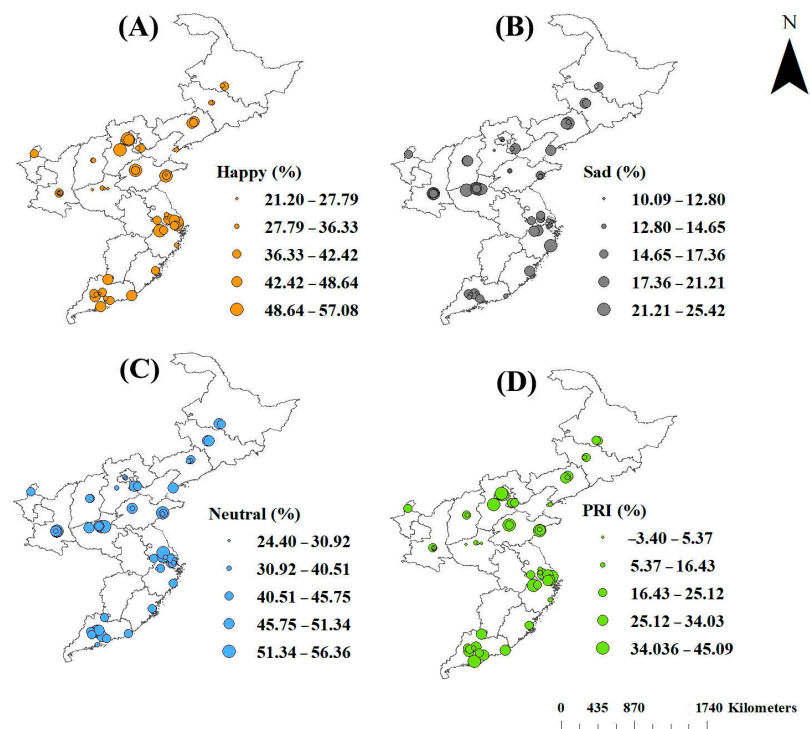 (A)
(B)
N
Happy (%)
21.20 – 27.79
27.79 – 36.33
36.33 – 42.42
42.42 – 48.64
48.64 – 57.08
Sad (%)
10.09 – 12.80
12.80 – 14.65
14.65 – 17.36
17.36 – 21.21
21.21 – 25.42
(C)
(D)
Neutral (%)
24.40 – 30.92
30.92 – 40.51
40.51 – 45.75
45.75 – 51.34
51.34 – 56.36
PRI (%)
–3.40 – 5.37
5.37 – 16.43
16.43 – 25.12
25.12 – 34.03
34.036 – 45.09
0 435 870 1740 Kilometers